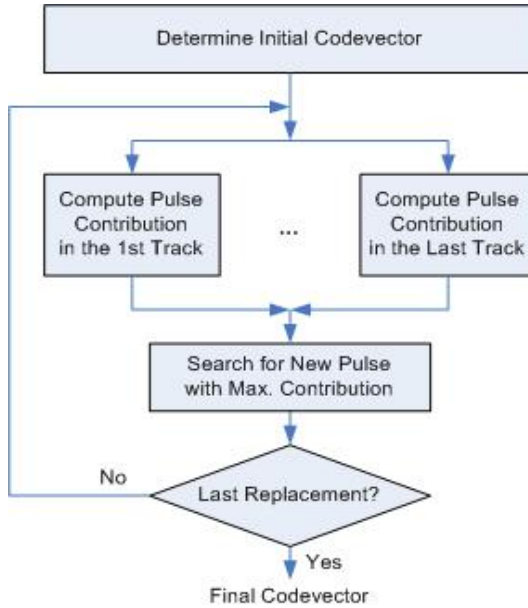 Determine Initial Codevector
Compute Pulse
Contribution
in the 1st Track
...
Compute Pulse
Contribution
in the Last Track
Search for New Pulse
with Max. Contribution
No
Last Replacement?
Yes
Final Codevector